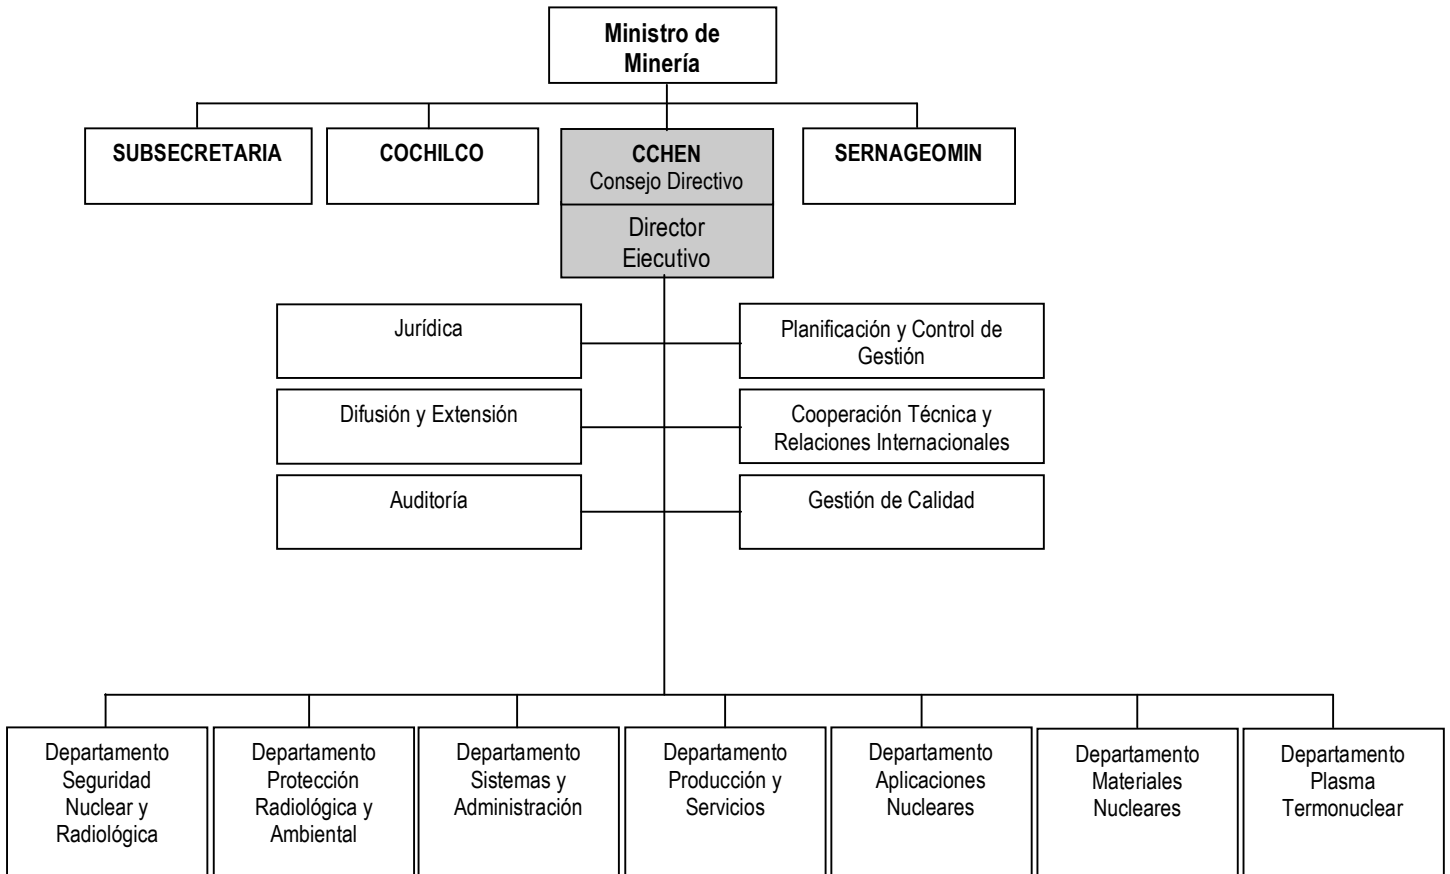 Ministro de
Minería
SUBSECRETARIA
COCHILCO
CCHEN
Consejo Directivo
SERNAGEOMIN
Director
Ejecutivo
Jurídica
Planificación y Control de
Gestión
Difusión y Extensión
Cooperación Técnica y
Relaciones Internacionales
Auditoría
Gestión de Calidad
Departamento
Seguridad
Nuclear y
Radiológica
Departamento
Protección
Radiológica y
Ambiental
Departamento
Sistemas y
Administración
Departamento
Producción y
Servicios
Departamento
Aplicaciones
Nucleares
Departamento
Materiales
Nucleares
Departamento
Plasma
Termonuclear